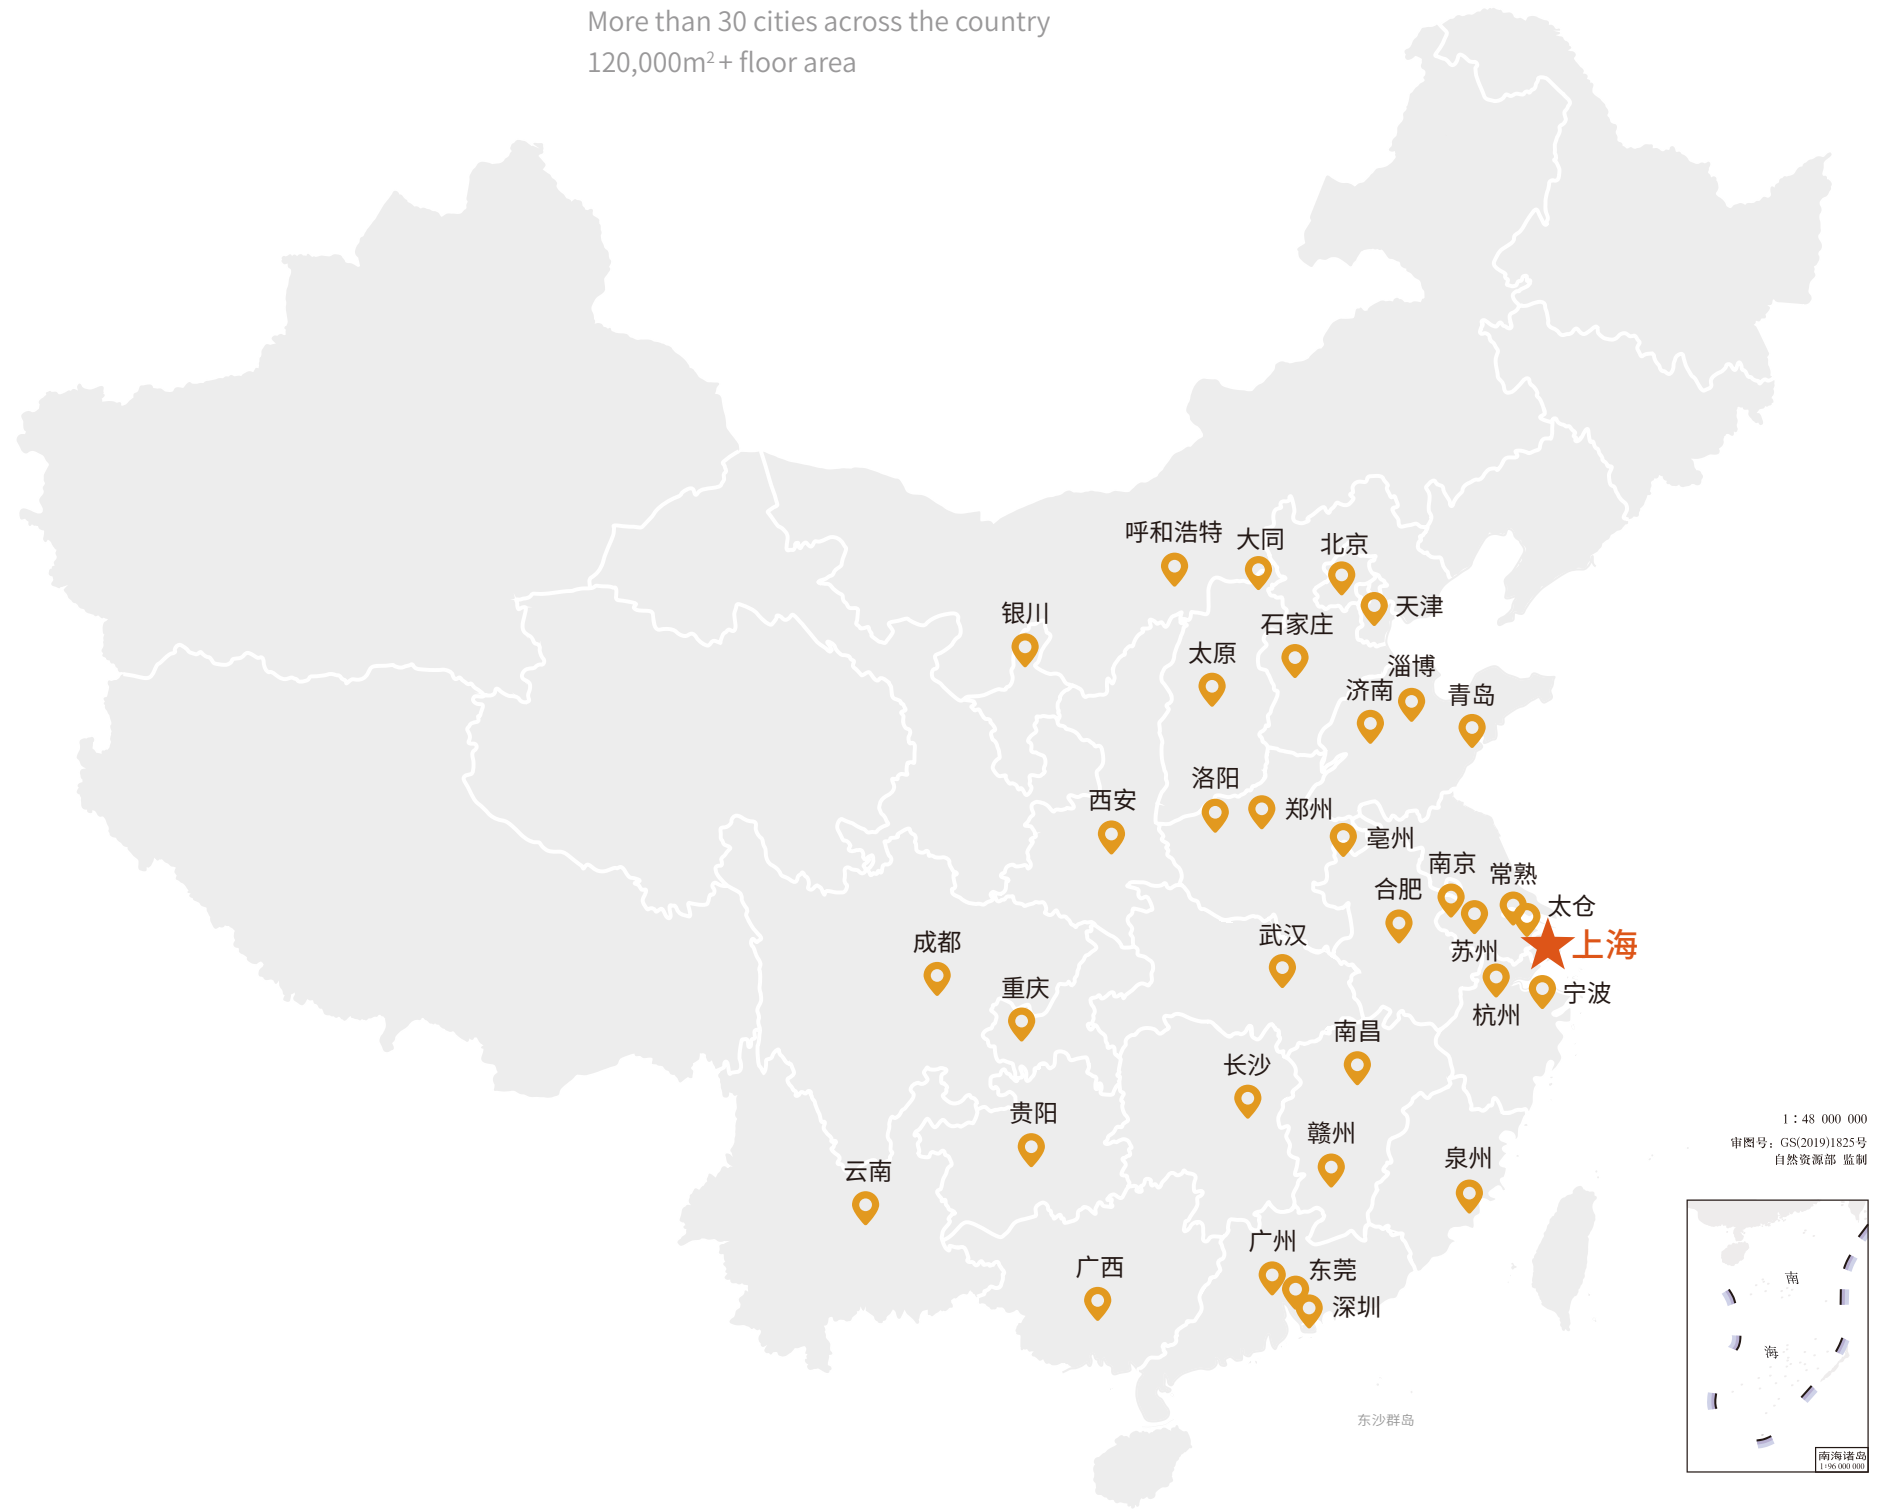 More than 30 cities across the country
120,000m²+ floor area
呼和浩特
大同
北京
天津
银川
石家庄
太原
淄博
济南
青岛
洛阳
郑州
西安
亳州
南京
常熟
合肥
太仓
上海
苏州
武汉
成都
重庆
宁波
杭州
南昌
长沙
贵阳
赣州
泉州
云南
广州
东莞
广西
深圳
东沙群岛
1：48 000 000
审图号：GS(2019)1825号
自然资源部 监制
南
海
南海诸岛
1:96 000 000